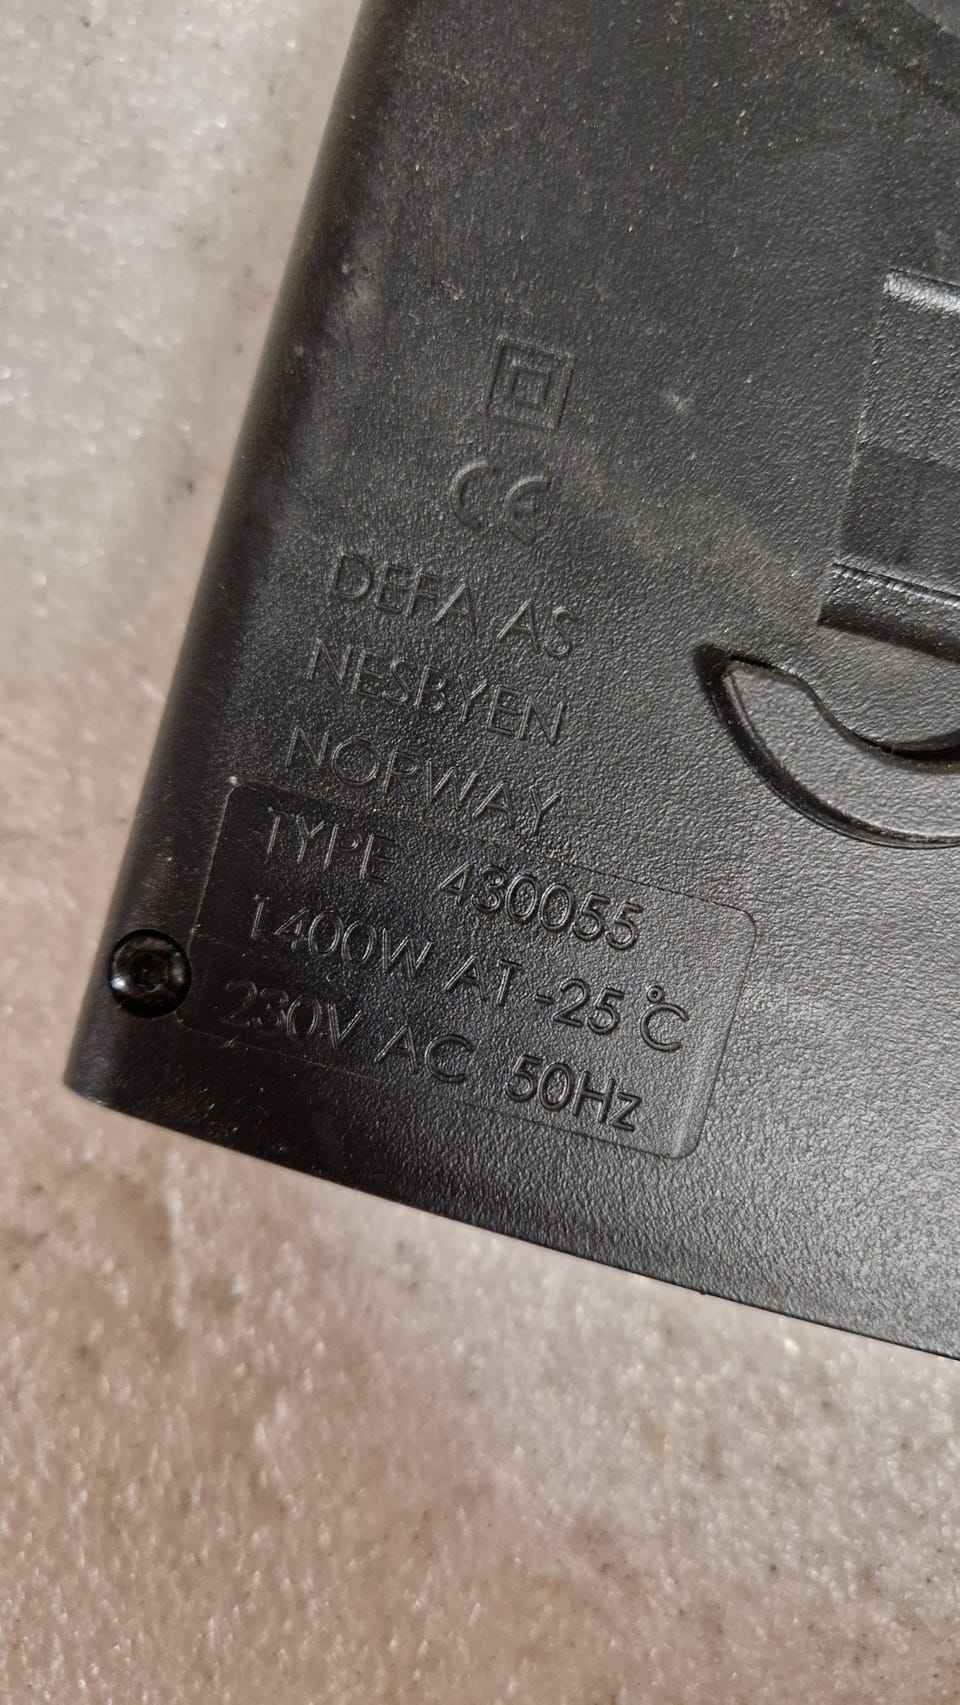 CE
DEFA AS
NESBYEN
NORWAY
TYPE 430055
1400W AT -25°C
230V AC 50Hz